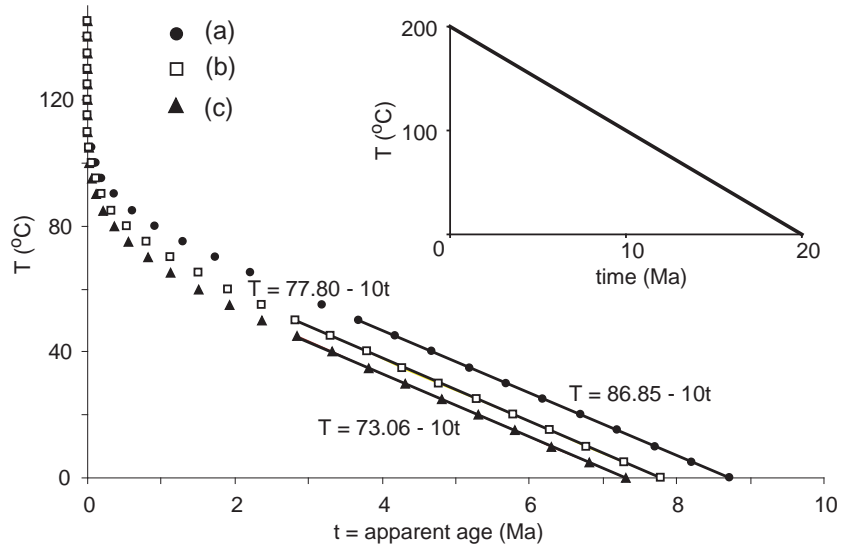 (a)
(b)
(c)
T (°C)
120
80
40
0
T = 77.80 - 10t
T = 86.85 - 10t
T = 73.06 - 10t
0 2 4 6 8 10
t = apparent age (Ma)
200
100
0
T (°C)
10 20
time (Ma)